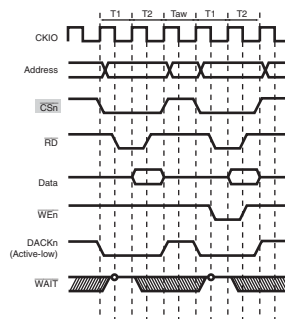 T1 T2 Taw T1 T2
CKIO
Address
CSn
RD
Data
WEn
DACKn
(Active-low)
WAIT